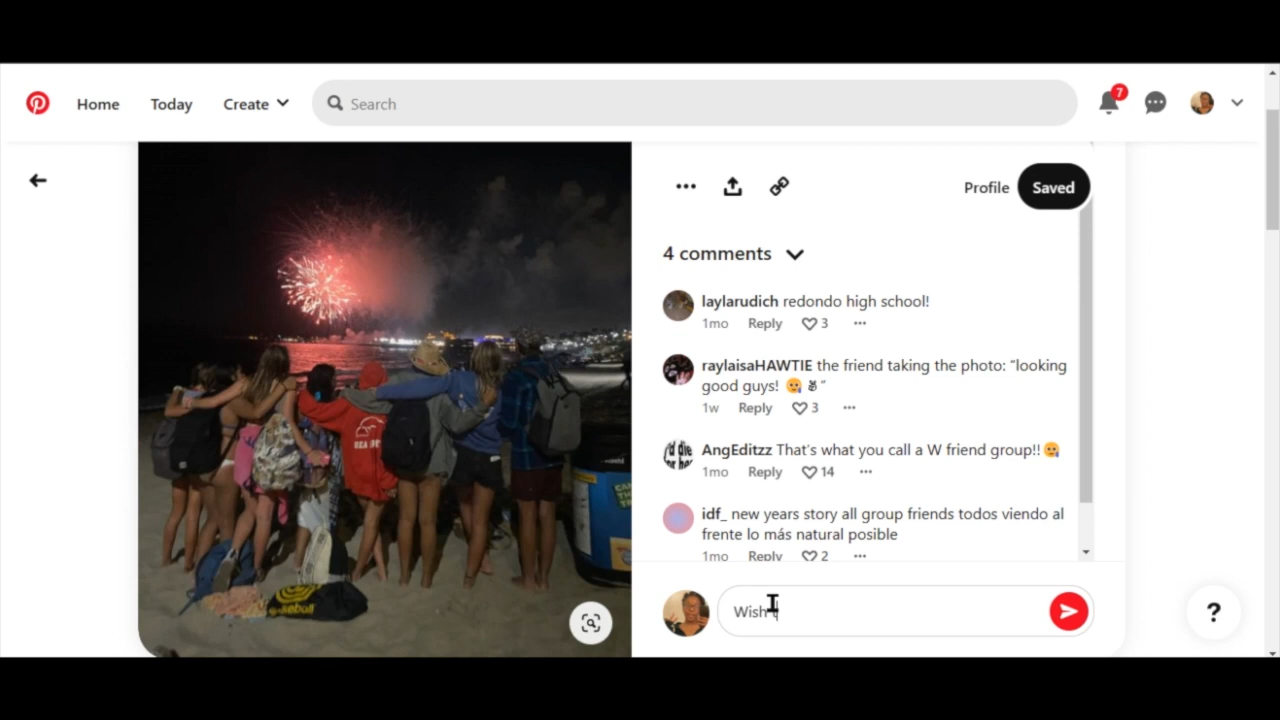 Home Today Create Search 7
Profile Saved
4 comments
laylarudich redondo high school!
1mo Reply 3
raylaisaHAWTIE the friend taking the photo: “looking
good guys! 🥲 ✌”
1w Reply 3
AngEditzz That's what you call a W friend group!! 🥲
1mo Reply 14
idf_ new years story all group friends todos viendo al
frente lo más natural posible
1mo Reply 2
Wish
?